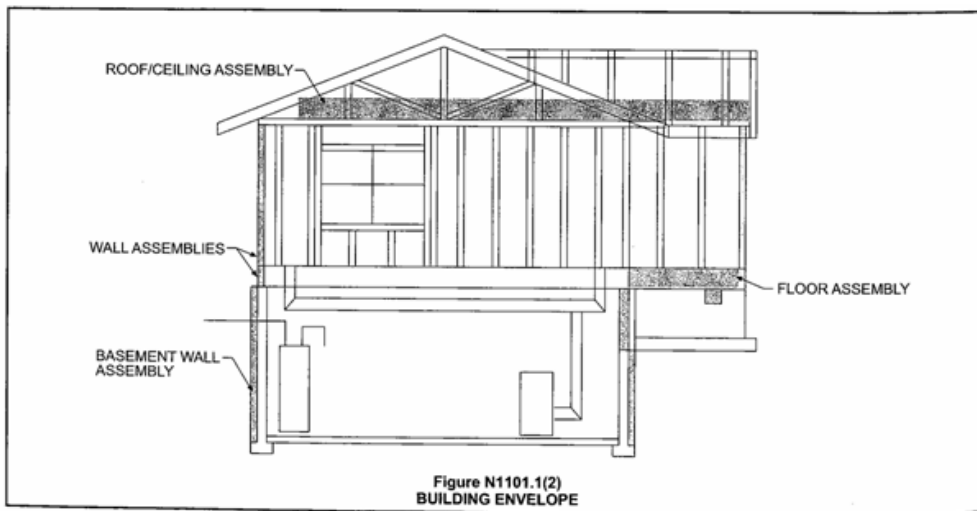 ROOF/CEILING ASSEMBLY
WALL ASSEMBLIES
FLOOR ASSEMBLY
BASEMENT WALL
ASSEMBLY
Figure N1101.1(2)
BUILDING ENVELOPE